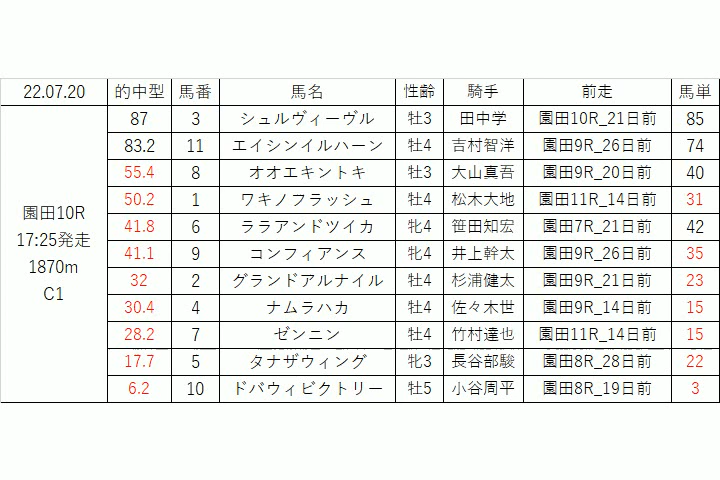 22.07.20 的中型 馬番 馬名 性齢 騎手 前走 馬単
園田10R
17:25発走
1870m
C1
87 3 シュルヴィーヴル 牡3 田中学 園田10R_21日前 85
83.2 11 エイシンイルハーン 牡4 吉村智洋 園田9R_26日前 74
55.4 8 オオエキントキ 牡3 大山真吾 園田9R_20日前 40
50.2 1 ワキノフラッシュ 牡4 松木大地 園田11R_14日前 31
41.8 6 ララアンドツイカ 牝4 笹田知宏 園田7R_21日前 42
41.1 9 コンフィアンス 牝4 井上幹太 園田9R_26日前 35
32 2 グランドアルナイル 牡4 杉浦健太 園田9R_21日前 23
30.4 4 ナムラハカ 牡4 佐々木世 園田9R_14日前 15
28.2 7 ゼンニン 牡4 竹村達也 園田11R_14日前 15
17.7 5 タナザウィング 牝3 長谷部駿 園田8R_28日前 22
6.2 10 ドバウィビクトリー 牡5 小谷周平 園田8R_19日前 3